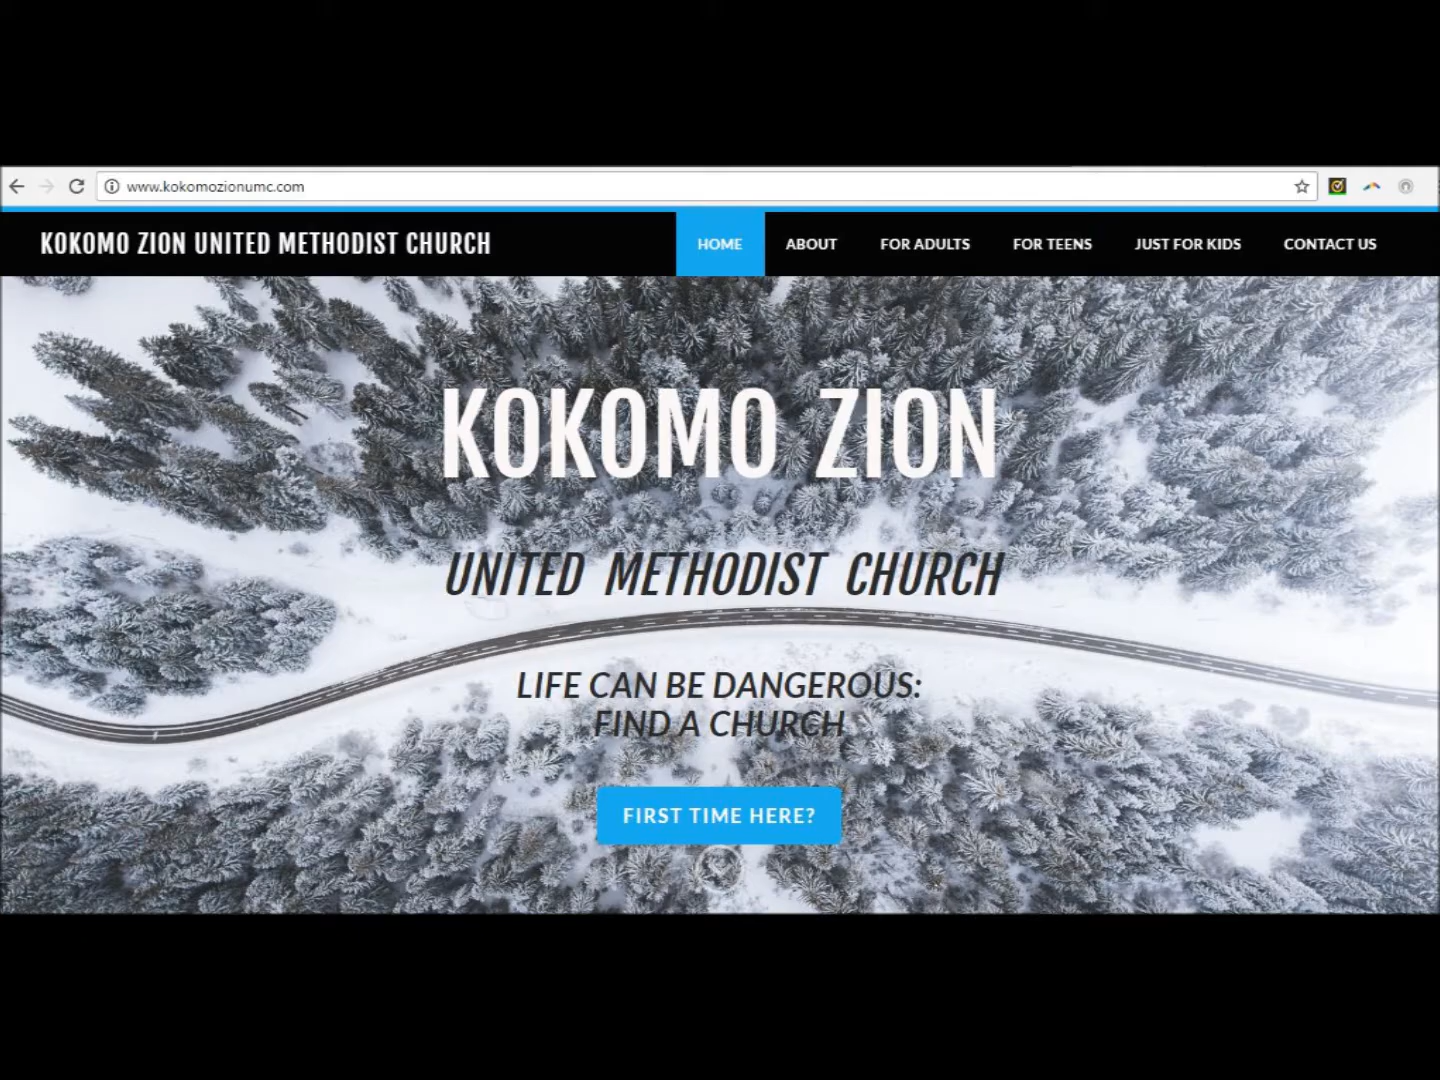 www.kokomozionumc.com
KOKOMO ZION UNITED METHODIST CHURCH
HOME
ABOUT
FOR ADULTS
FOR TEENS
JUST FOR KIDS
CONTACT US
KOKOMO ZION
UNITED METHODIST CHURCH
LIFE CAN BE DANGEROUS:
FIND A CHURCH
FIRST TIME HERE?